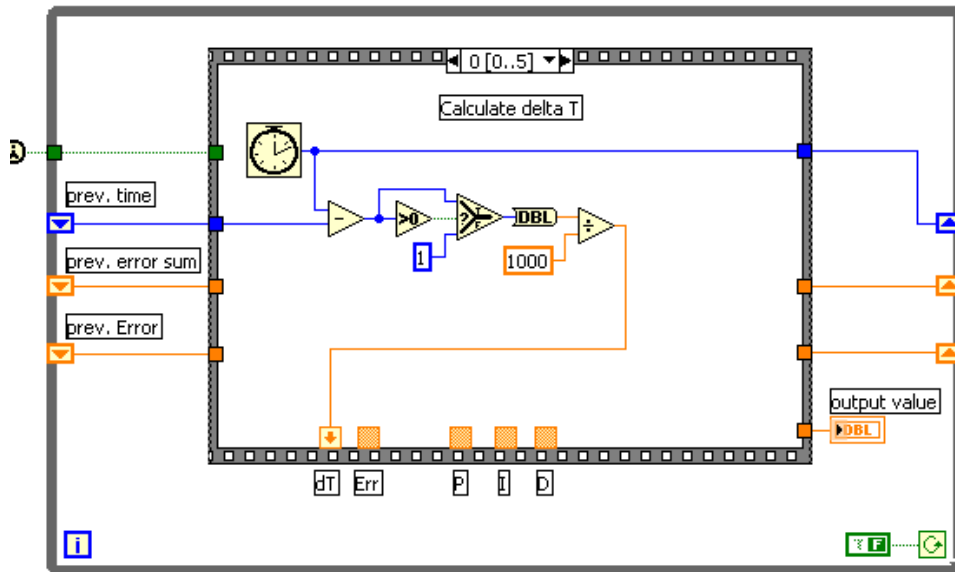 0 [0..5]
Calculate delta T
prev. time
- >0 ? DBL ÷
1
1000
prev. error sum
prev. Error
output value
DBL
dT Err P I D
i
F